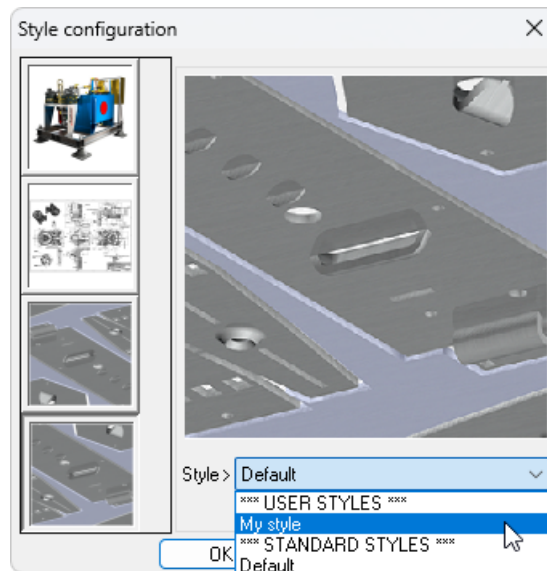 Style configuration
Style > Default
*** USER STYLES ***
My style
*** STANDARD STYLES ***
OK
Default